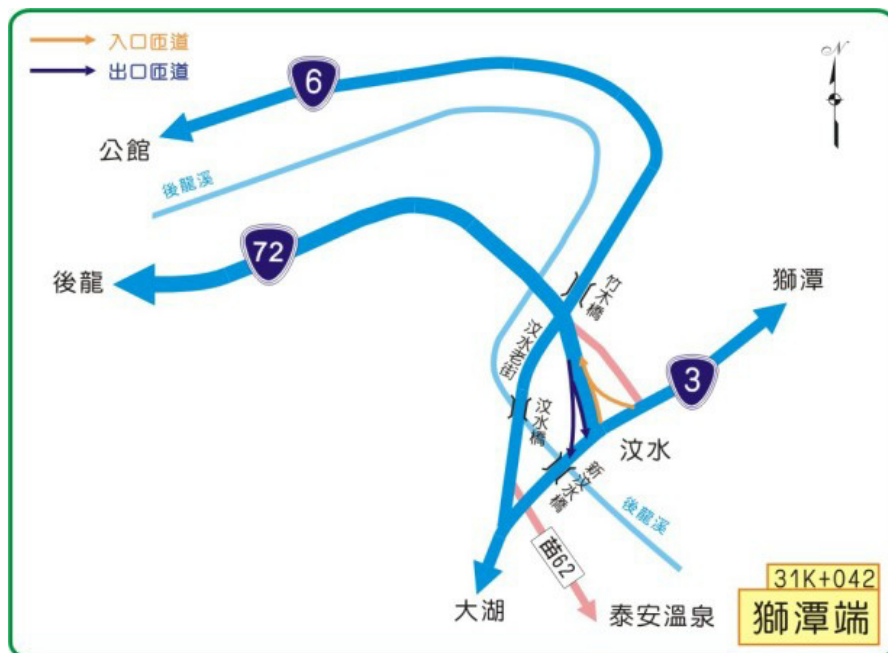 入口匝道
出口匝道
N
6
公館
後龍溪
72
後龍
竹木橋
獅潭
汶水老街
3
汶水橋
汶水
新汶水橋
後龍溪
苗62
大湖
泰安溫泉
31K+042
獅潭端